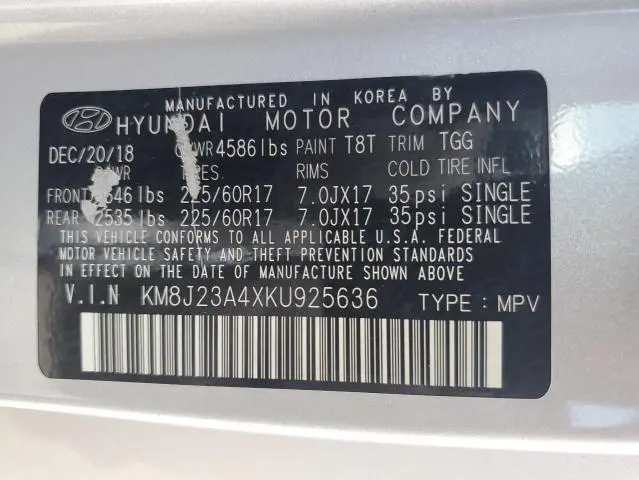 MANUFACTURED IN KOREA BY
HYUNDAI MOTOR COMPANY
DEC/20/18 GVWR 4586lbs PAINT T8T TRIM TGG
RIMS COLD TIRE INFL
FRONT 225/60R17 7.0JX17 35psi SINGLE
REAR 2535lbs 225/60R17 7.0JX17 35psi SINGLE
THIS VEHICLE CONFORMS TO ALL APPLICABLE U.S.A. FEDERAL
MOTOR VEHICLE SAFETY AND THEFT PREVENTION STANDARDS
IN EFFECT ON THE DATE OF MANUFACTURE SHOWN ABOVE.
V.I.N KM8J23A4XKU925636 TYPE: MPV